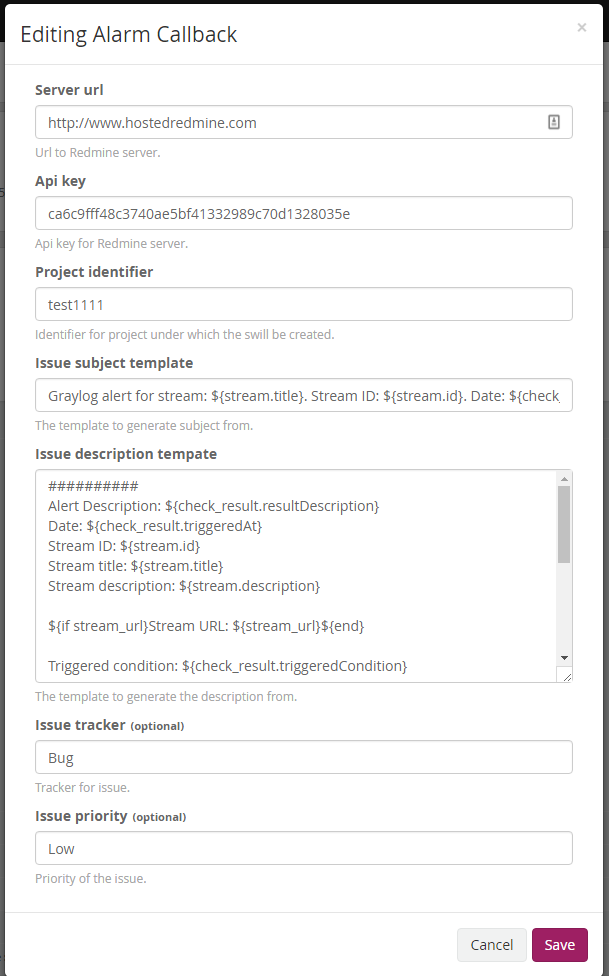 Editing Alarm Callback
×
Server url
http://www.hostedredmine.com
Url to Redmine server.
Api key
ca6c9fff48c3740ae5bf41332989c70d1328035e
Api key for Redmine server.
Project identifier
test1111
Identifier for project under which the swill be created.
Issue subject template
Graylog alert for stream: ${stream.title}. Stream ID: ${stream.id}. Date: ${check_
The template to generate subject from.
Issue description tempate
##########
Alert Description: ${check_result.resultDescription}
Date: ${check_result.triggeredAt}
Stream ID: ${stream.id}
Stream title: ${stream.title}
Stream description: ${stream.description}
${if stream_url}Stream URL: ${stream_url}${end}
Triggered condition: ${check_result.triggeredCondition}
The template to generate the description from.
Issue tracker (optional)
Bug
Tracker for issue.
Issue priority (optional)
Low
Priority of the issue.
Cancel Save